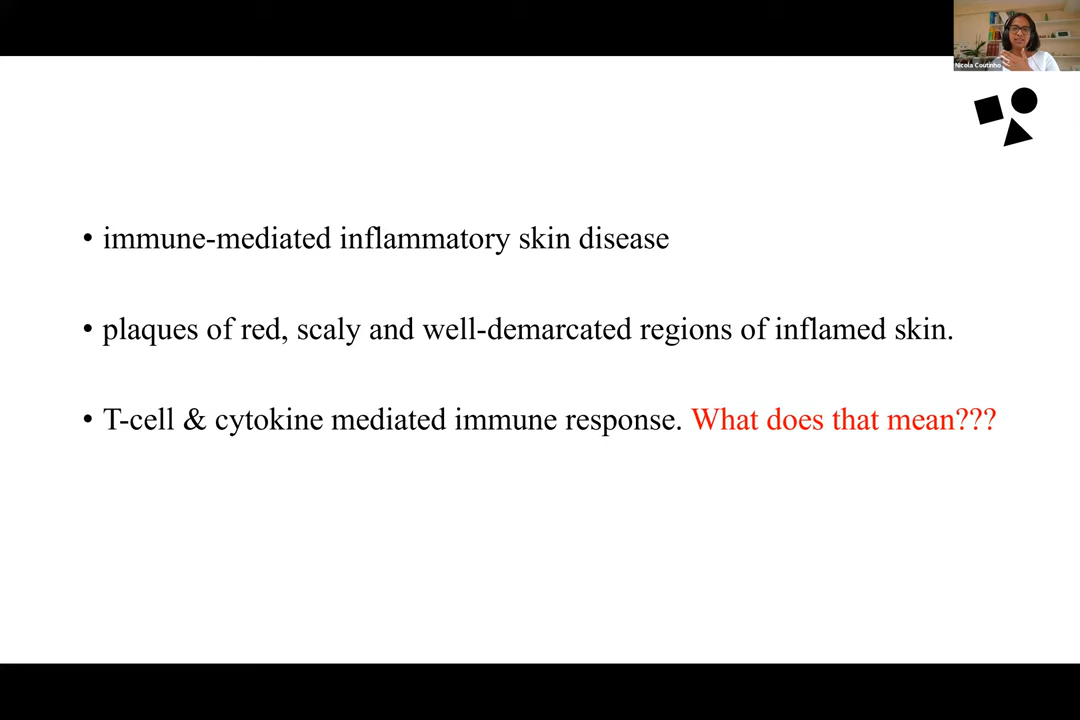 Nicola Coutinho
• immune-mediated inflammatory skin disease
• plaques of red, scaly and well-demarcated regions of inflamed skin.
• T-cell & cytokine mediated immune response. What does that mean???